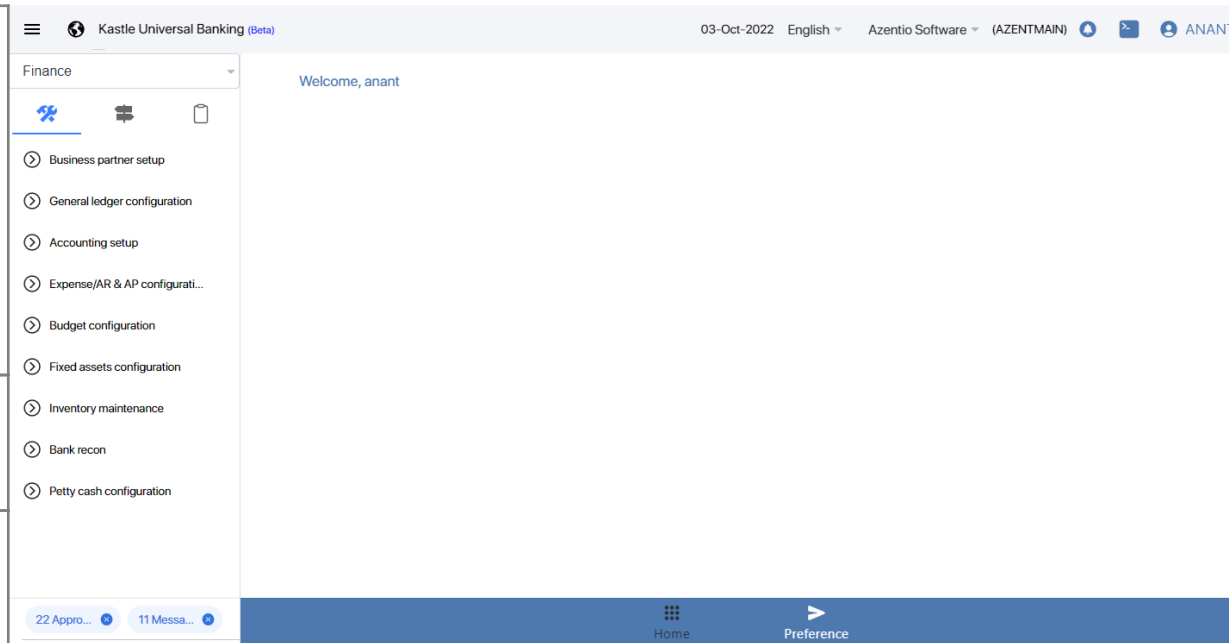 Kastle Universal Banking (Beta)
03-Oct-2022 English Azentio Software (AZENTMAIN) ANANT
Finance
Welcome, anant
Business partner setup
General ledger configuration
Accounting setup
Expense/AR & AP configurati...
Budget configuration
Fixed assets configuration
Inventory maintenance
Bank recon
Petty cash configuration
22 Appro... 11 Messa...
Home Preference